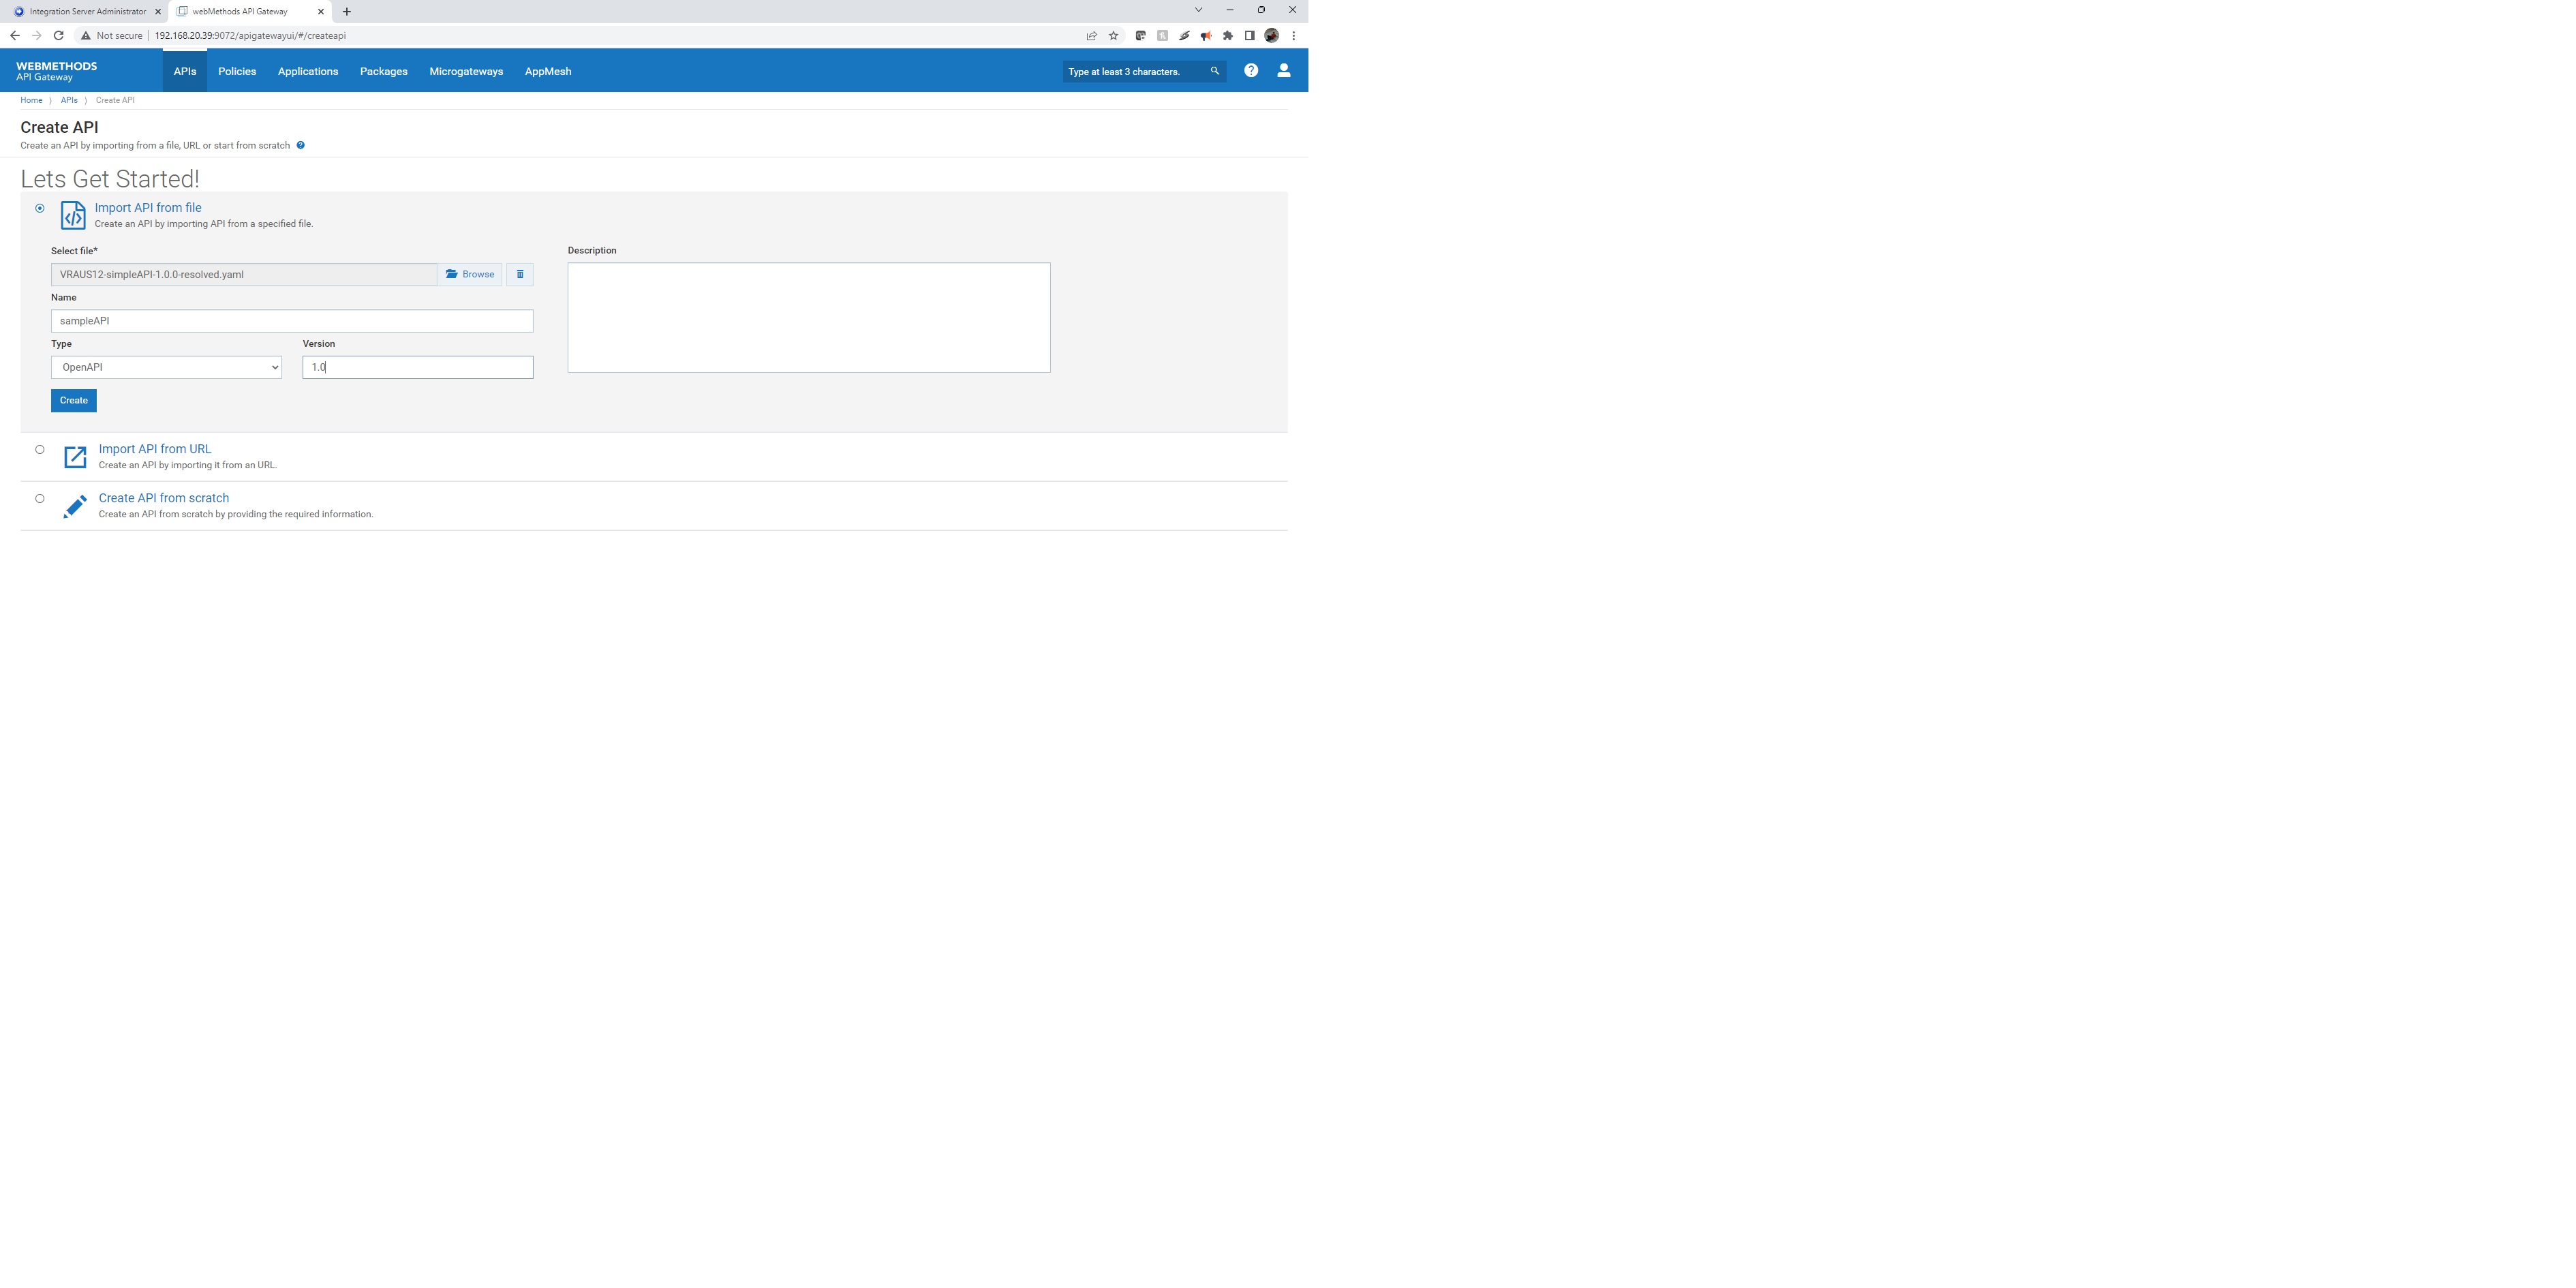 Integration Server Administrator
webMethods API Gateway
Not secure
192.168.20.39:9072/apigatewayui/#/createapi
WEBMETHODS
API Gateway
APIs
Policies
Applications
Packages
Microgateways
AppMesh
Type at least 3 characters.
Home
APIs
Create API
Create API
Create an API by importing from a file, URL or start from scratch
Lets Get Started!
Import API from file
Create an API by importing API from a specified file.
Select file*
VRAUS12-simpleAPI-1.0.0-resolved.yaml
Browse
Name
sampleAPI
Type
OpenAPI
Version
1.0
Create
Description
Import API from URL
Create an API by importing it from an URL.
Create API from scratch
Create an API from scratch by providing the required information.